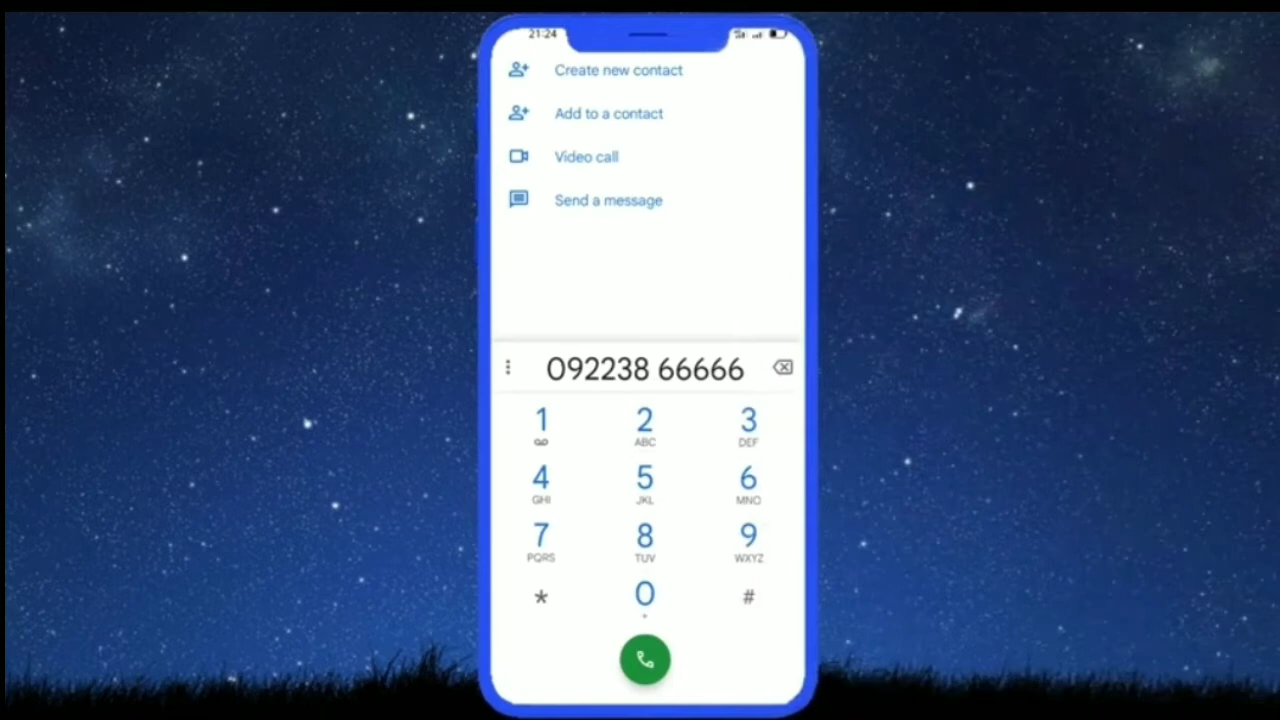 21:24
Create new contact
Add to a contact
Video call
Send a message
092238 66666
1 2 3
ABC DEF
4 5 6
GHI JKL MNO
7 8 9
PQRS TUV WXYZ
* 0 #
+